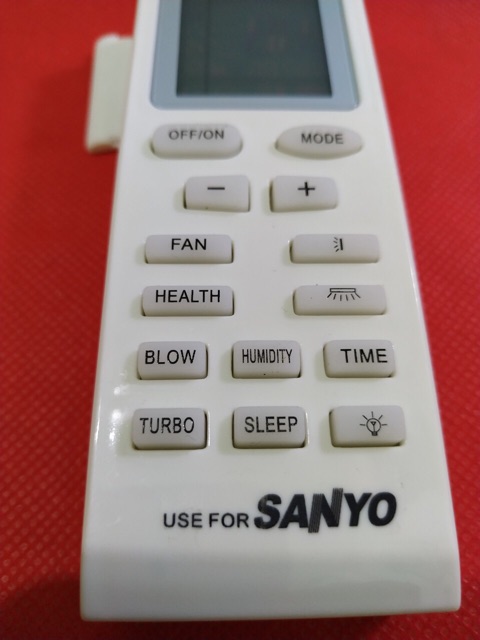 OFF/ON MODE
− +
FAN
HEALTH
BLOW HUMIDITY TIME
TURBO SLEEP
USE FOR SANYO